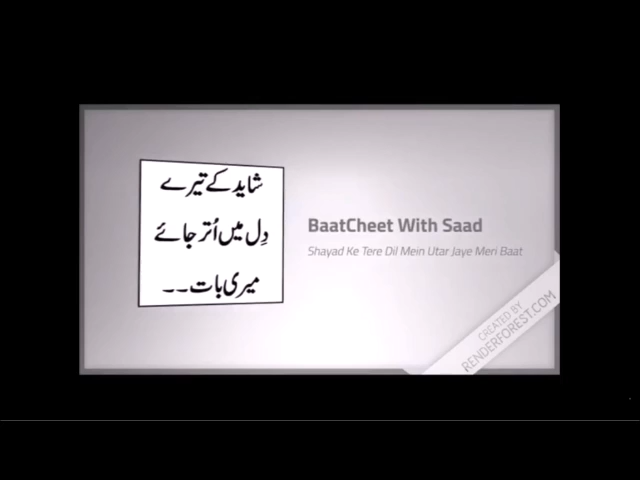 شاید کے تیرے
دِل میں اُتر جائے
میری بات ۔۔
BaatCheet With Saad
Shayad Ke Tere Dil Mein Utar Jaye Meri Baat
CREATED BY
RENDERFOREST.COM